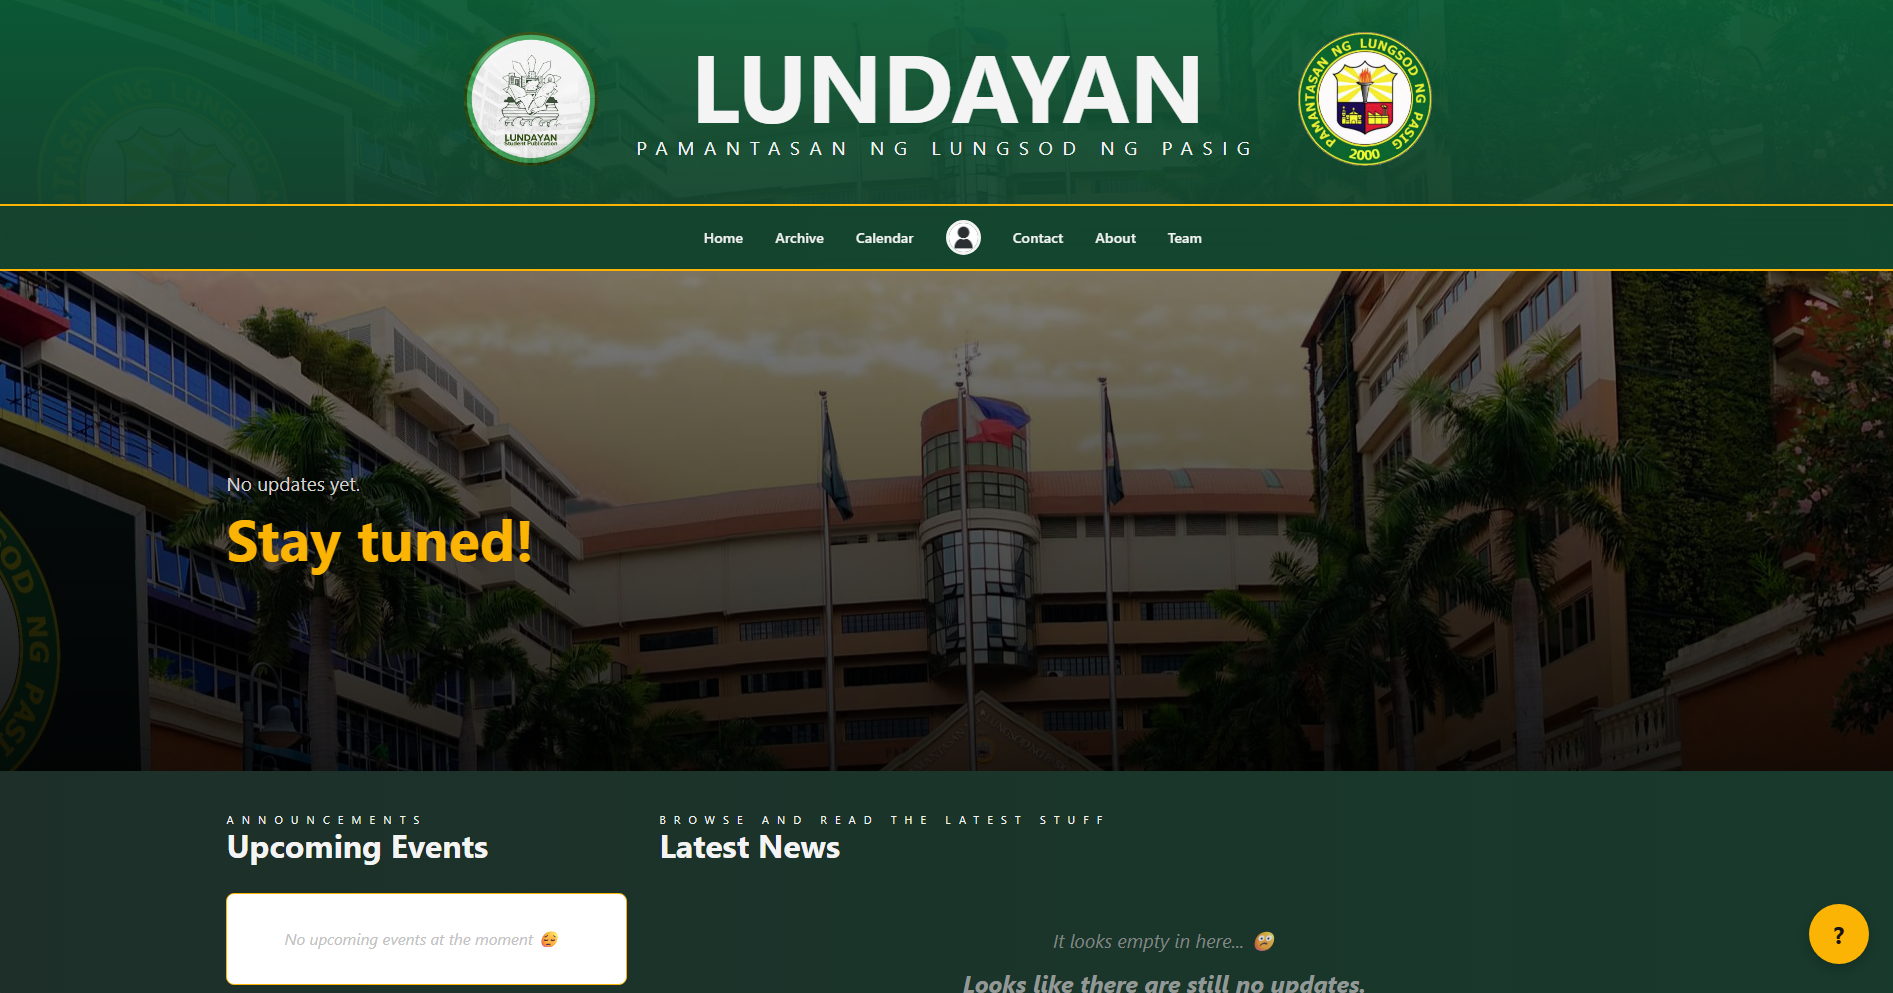 LUNDAYAN
Student Publication
LUNDAYAN
PAMANTASAN NG LUNGSOD NG PASIG
PAMANTASAN NG LUNGSOD NG PASIG
2000
Home Archive Calendar Contact About Team
No updates yet.
Stay tuned!
ANNOUNCEMENTS
Upcoming Events
No upcoming events at the moment 😔
BROWSE AND READ THE LATEST STUFF
Latest News
It looks empty in here... 😟
Looks like there are still no updates.
?